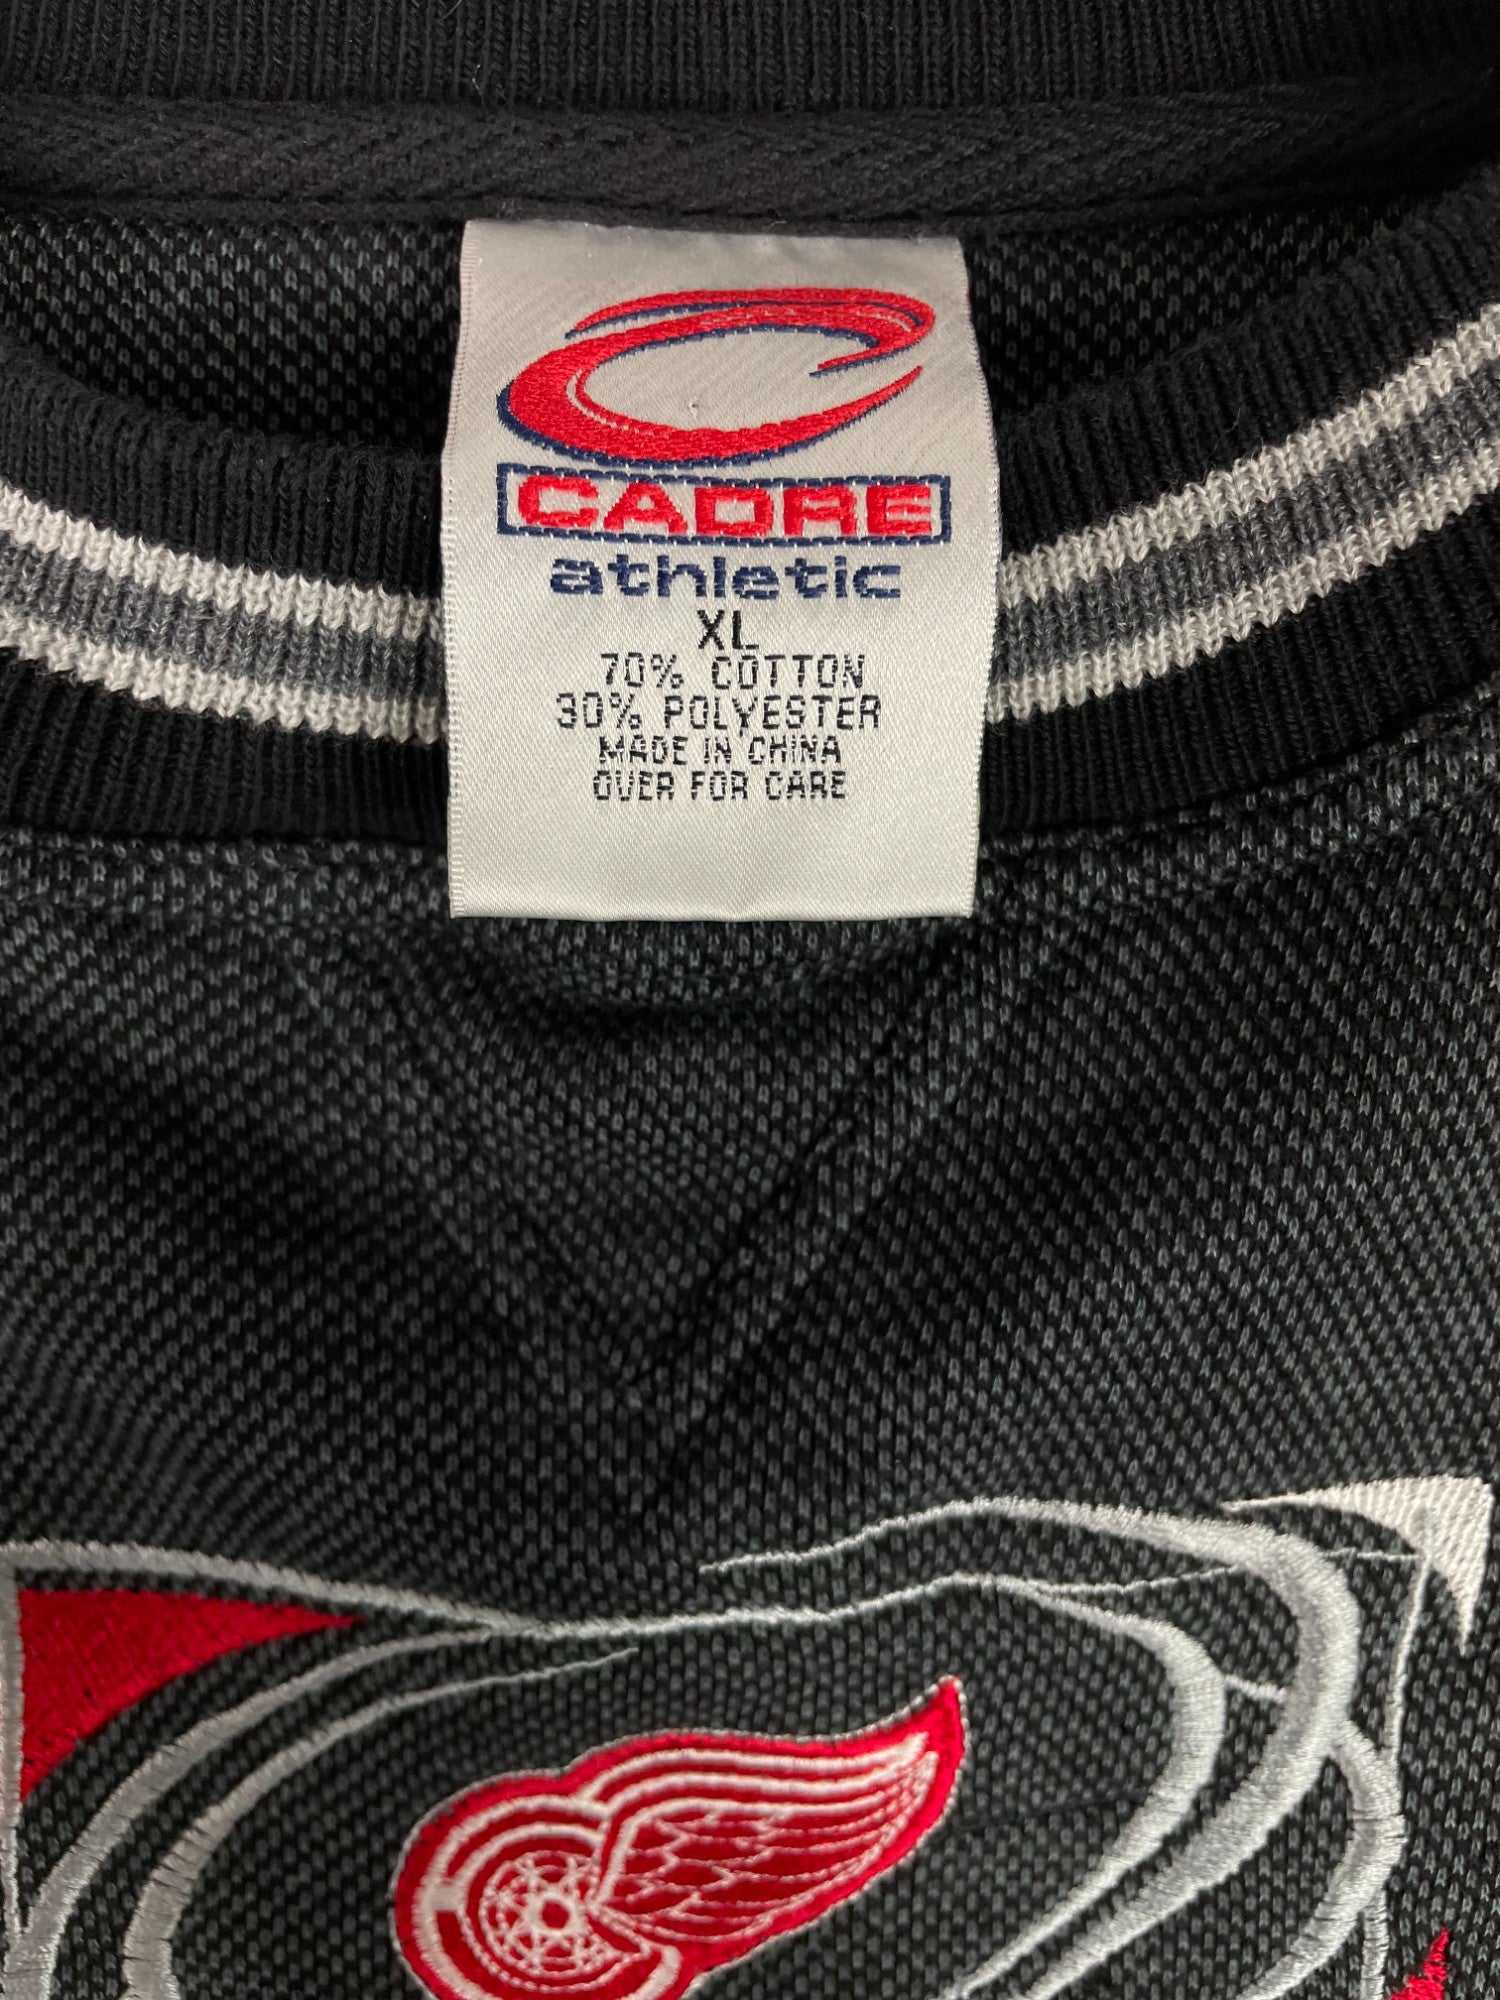 CADRE
athletic
XL
70% COTTON
30% POLYESTER
MADE IN CHINA
OVER FOR CARE